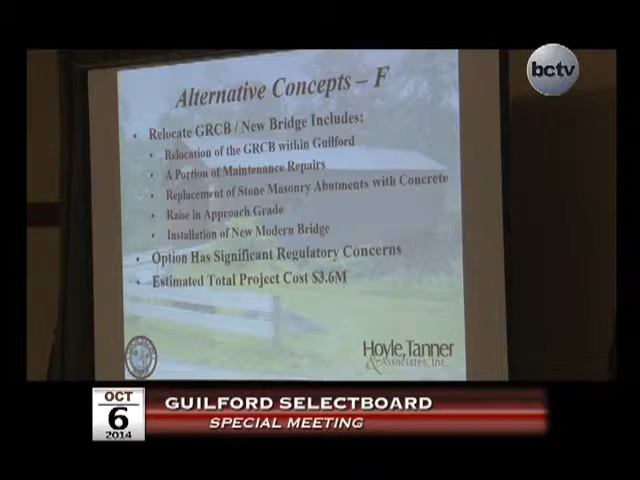 bctv
Alternative Concepts – F
• Relocate GRCB / New Bridge Includes:
• Relocation of the GRCB within Guilford
• A Portion of Maintenance Repairs
• Replacement of Stone Masonry Abutments with Concrete
• Raise in Approach Grade
• Installation of New Modern Bridge
• Option Has Significant Regulatory Concerns
• Estimated Total Project Cost $3.6M
Hoyle, Tanner
& Associates, Inc.
OCT
6
2014
GUILFORD SELECTBOARD
SPECIAL MEETING